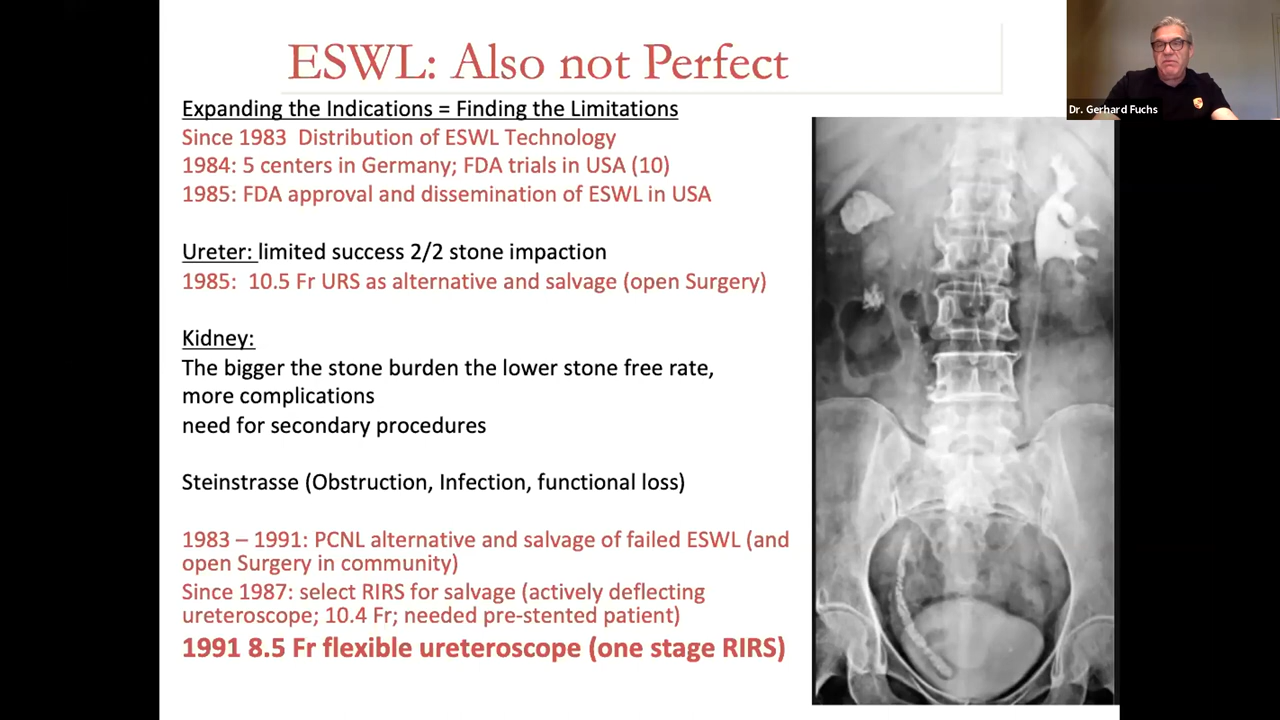 ESWL: Also not Perfect
Dr. Gerhard Fuchs
Expanding the Indications = Finding the Limitations
Since 1983 Distribution of ESWL Technology
1984: 5 centers in Germany; FDA trials in USA (10)
1985: FDA approval and dissemination of ESWL in USA
Ureter: limited success 2/2 stone impaction
1985: 10.5 Fr URS as alternative and salvage (open Surgery)
Kidney:
The bigger the stone burden the lower stone free rate,
more complications
need for secondary procedures
Steinstrasse (Obstruction, Infection, functional loss)
1983 – 1991: PCNL alternative and salvage of failed ESWL (and
open Surgery in community)
Since 1987: select RIRS for salvage (actively deflecting
ureteroscope; 10.4 Fr; needed pre-stented patient)
1991 8.5 Fr flexible ureteroscope (one stage RIRS)